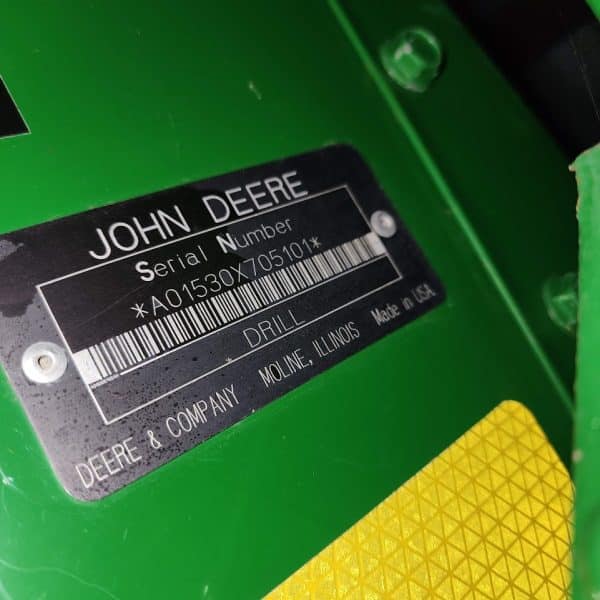 JOHN DEERE
Serial Number
*A01530X705101*
DRILL
DEERE & COMPANY MOLINE, ILLINOIS Made in USA